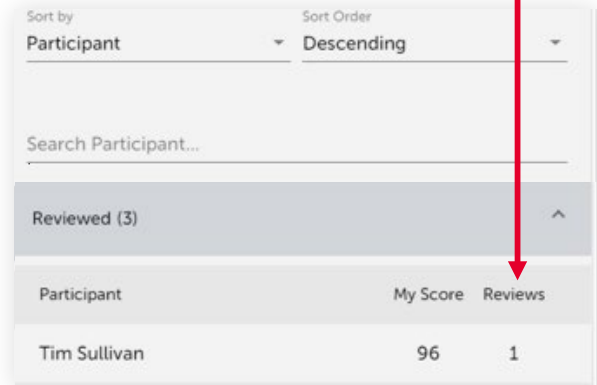 Sort by Sort Order
Participant Descending
Search Participant...
Reviewed (3)
Participant My Score Reviews
Tim Sullivan 96 1